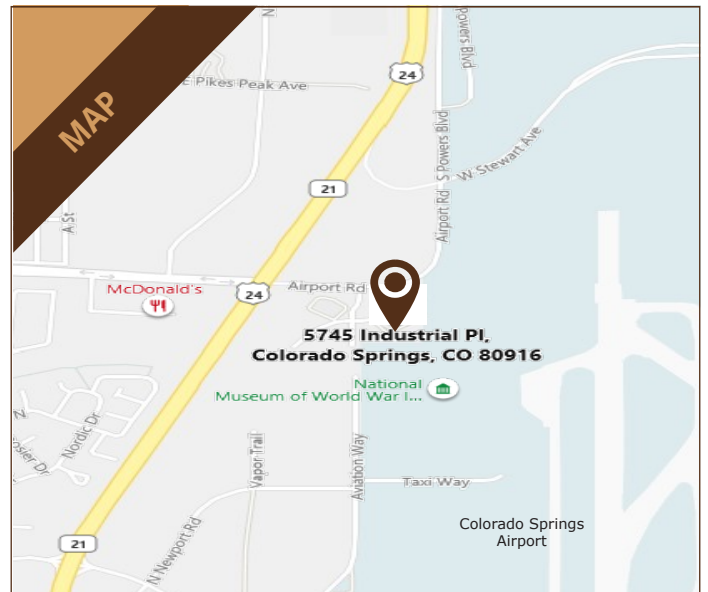 MAP
N
E Pikes Peak Ave
24
Powers Blvd
21
S Powers Blvd
W Stewart Ave
Airport Rd
A St
McDonald's
24
Airport Rd
5745 Industrial Pl,
Colorado Springs, CO 80916
National
Museum of World War I...
Nordic Dr
N
Vapor Trail
Aviation Way
Taxi Way
Colorado Springs
Airport
21
N Newport Rd